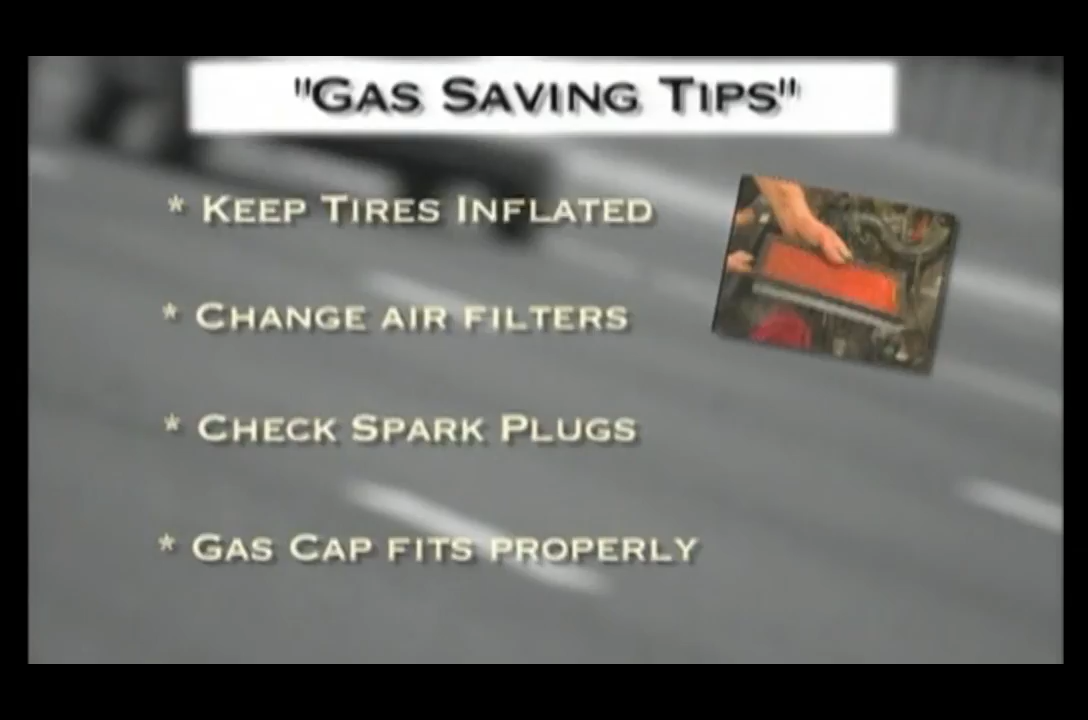 "Gas Saving Tips"
* Keep Tires Inflated
* Change air filters
* Check Spark Plugs
* Gas Cap fits properly